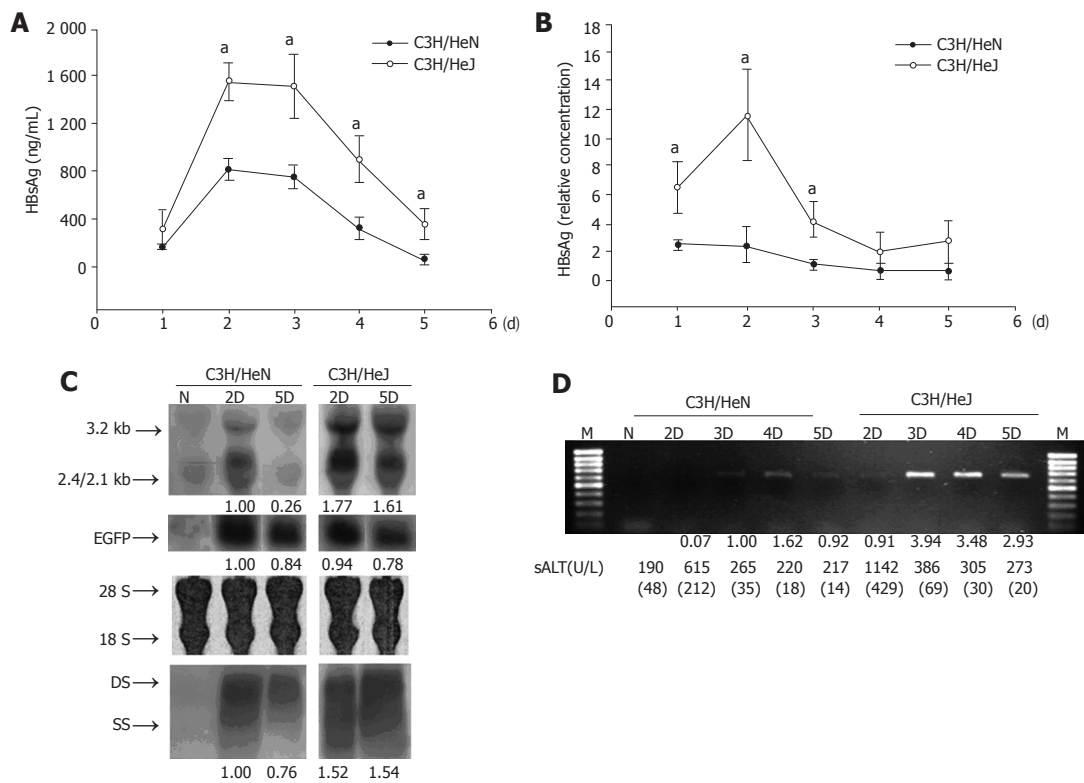 A
2 000
1 600
1 200
800
400
0
HBsAg (ng/mL)
C3H/HeN
C3H/HeJ
a
a
a
a
0
1
2
3
4
5
6
(d)
B
18
16
14
12
10
8
6
4
2
0
HBsAg (relative concentration)
C3H/HeN
C3H/HeJ
a
a
a
0
1
2
3
4
5
6
(d)
C
C3H/HeN C3H/HeJ
N 2D 5D 2D 5D
3.2 kb
2.4/2.1 kb
1.00 0.26 1.77 1.61
EGFP
1.00 0.84 0.94 0.78
28 S
18 S
DS
SS
1.00 0.76 1.52 1.54
D
C3H/HeN C3H/HeJ
M N 2D 3D 4D 5D 2D 3D 4D 5D M
0.07 1.00 1.62 0.92 0.91 3.94 3.48 2.93
sALT(U/L) 190 615 265 220 217 1142 386 305 273
(48) (212) (35) (18) (14) (429) (69) (30) (20)